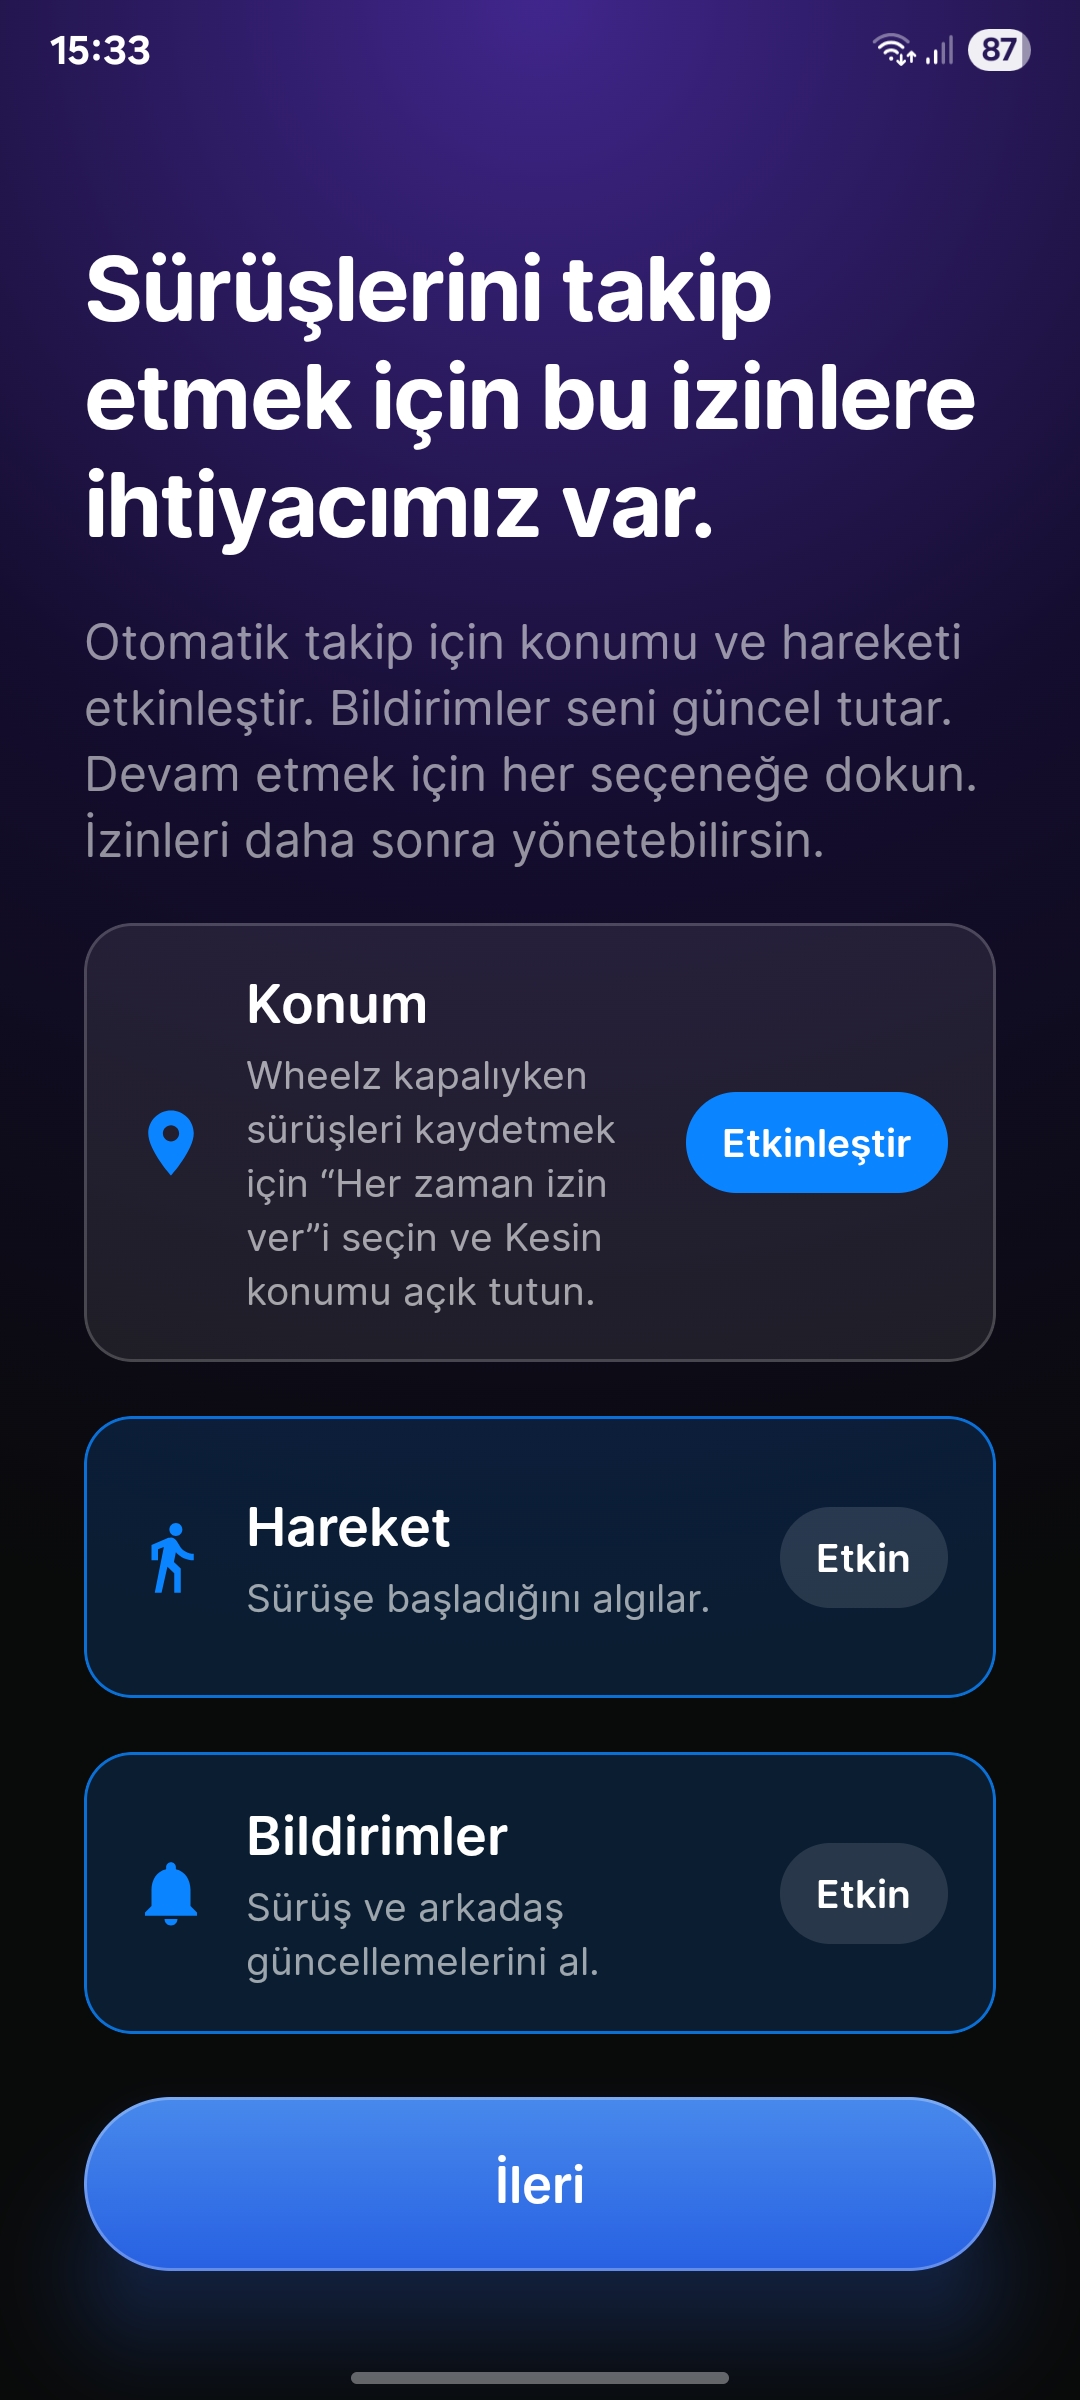 15:33
87
Sürüşlerini takip
etmek için bu izinlere
ihtiyacımız var.
Otomatik takip için konumu ve hareketi
etkinleştir. Bildirimler seni güncel tutar.
Devam etmek için her seçeneğe dokun.
İzinleri daha sonra yönetebilirsin.
Konum
Wheelz kapalıyken
sürüşleri kaydetmek
için “Her zaman izin
ver”i seçin ve Kesin
konumu açık tutun.
Etkinleştir
Hareket
Sürüşe başladığını algılar.
Etkin
Bildirimler
Sürüş ve arkadaş
güncellemelerini al.
Etkin
İleri